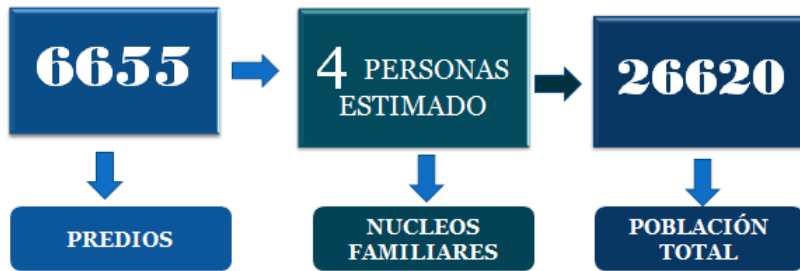 6655
4 PERSONAS
ESTIMADO
26620
PREDIOS
NUCLEOS
FAMILIARES
POBLACIÓN
TOTAL